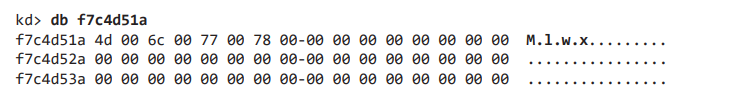 kd> db f7c4d51a
f7c4d51a 4d 00 6c 00 77 00 78 00-00 00 00 00 00 00 00 00  M.l.w.x.........
f7c4d52a 00 00 00 00 00 00 00 00-00 00 00 00 00 00 00 00  ................
f7c4d53a 00 00 00 00 00 00 00 00-00 00 00 00 00 00 00 00  ................